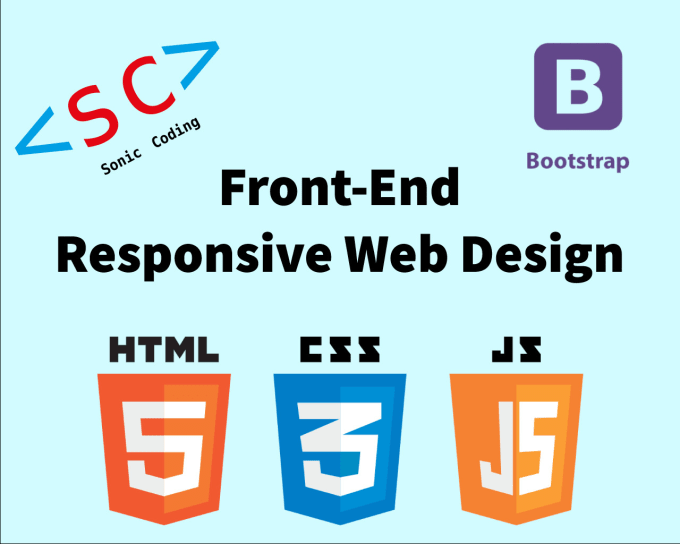 <SC>
Sonic Coding
B
Bootstrap
Front-End
Responsive Web Design
HTML CSS JS
5 3 JS